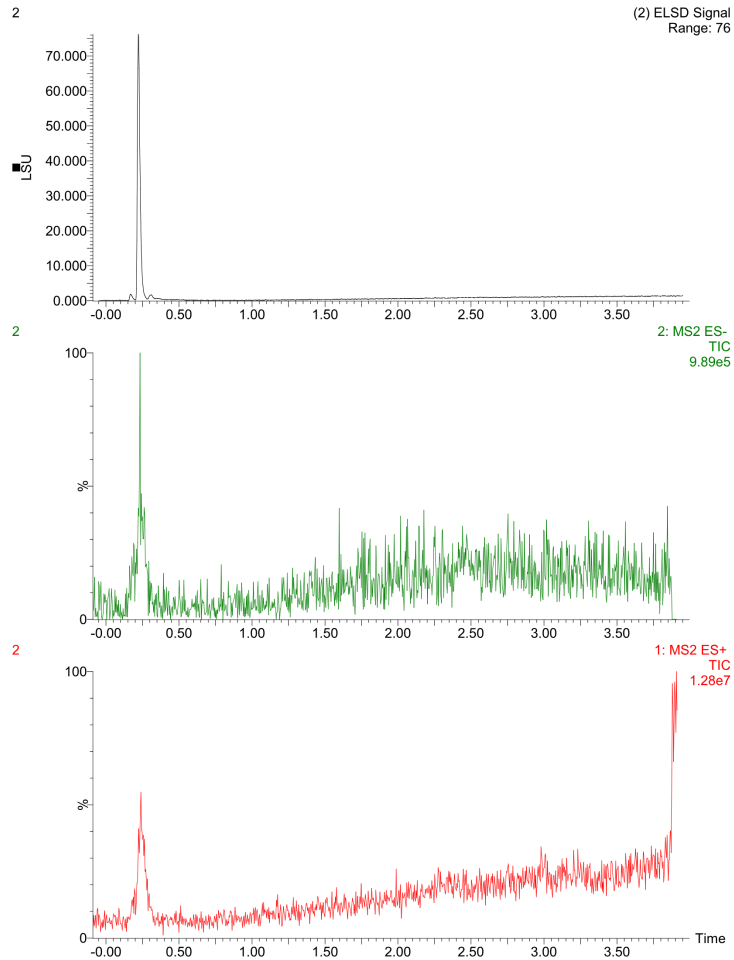 2
(2) ELSD Signal
Range: 76
70.000
60.000
50.000
40.000
30.000
20.000
10.000
0.000
LSU
-0.00 0.50 1.00 1.50 2.00 2.50 3.00 3.50
2
2: MS2 ES-
TIC
9.89e5
100
%
0
-0.00 0.50 1.00 1.50 2.00 2.50 3.00 3.50
2
1: MS2 ES+
TIC
1.28e7
100
%
0
Time
-0.00 0.50 1.00 1.50 2.00 2.50 3.00 3.50